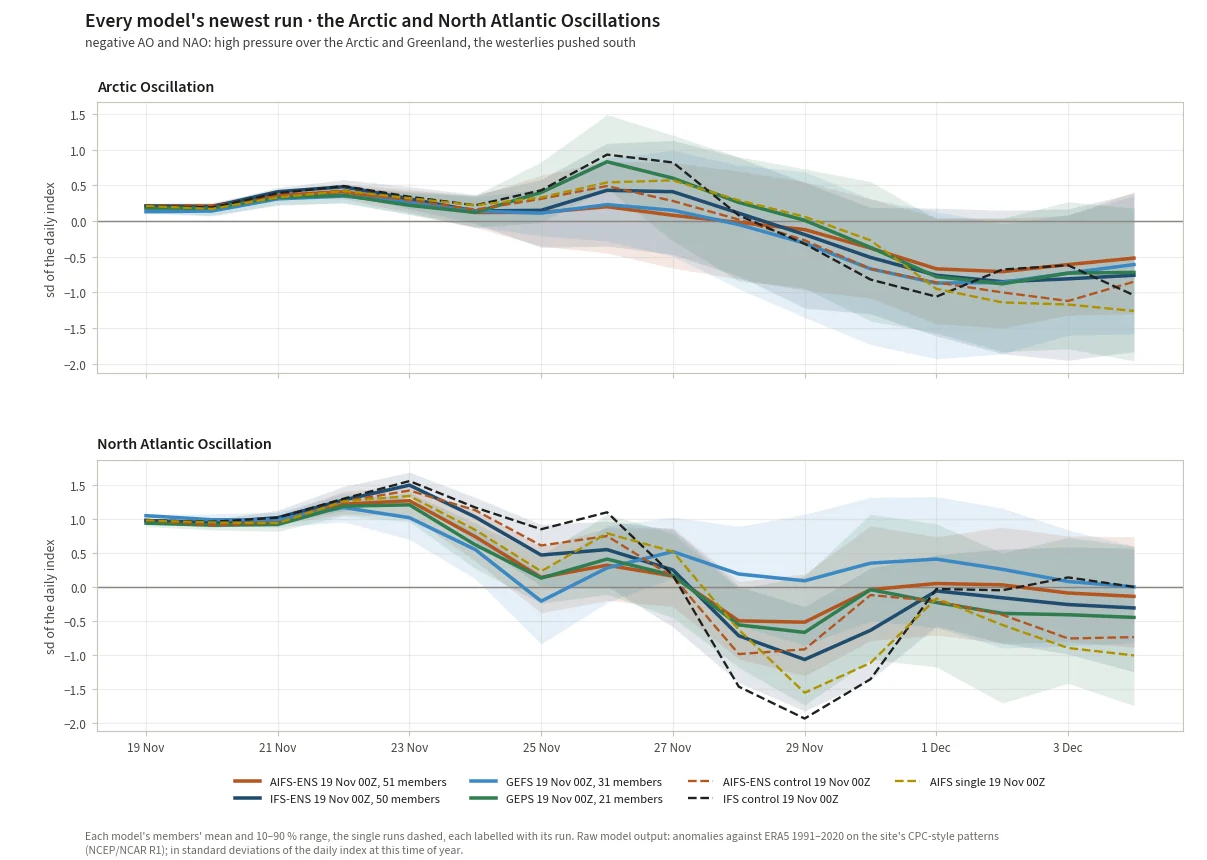 Every model's newest run · the Arctic and North Atlantic Oscillations
negative AO and NAO: high pressure over the Arctic and Greenland, the westerlies pushed south
Arctic Oscillation
sd of the daily index
1.5
1.0
0.5
0.0
−0.5
−1.0
−1.5
−2.0
North Atlantic Oscillation
sd of the daily index
1.5
1.0
0.5
0.0
−0.5
−1.0
−1.5
−2.0
19 Nov 21 Nov 23 Nov 25 Nov 27 Nov 29 Nov 1 Dec 3 Dec
AIFS-ENS 19 Nov 00Z, 51 members GEFS 19 Nov 00Z, 31 members AIFS-ENS control 19 Nov 00Z AIFS single 19 Nov 00Z
IFS-ENS 19 Nov 00Z, 50 members GEPS 19 Nov 00Z, 21 members IFS control 19 Nov 00Z
Each model's members' mean and 10–90 % range, the single runs dashed, each labelled with its run. Raw model output: anomalies against ERA5 1991–2020 on the site's CPC-style patterns
(NCEP/NCAR R1); in standard deviations of the daily index at this time of year.